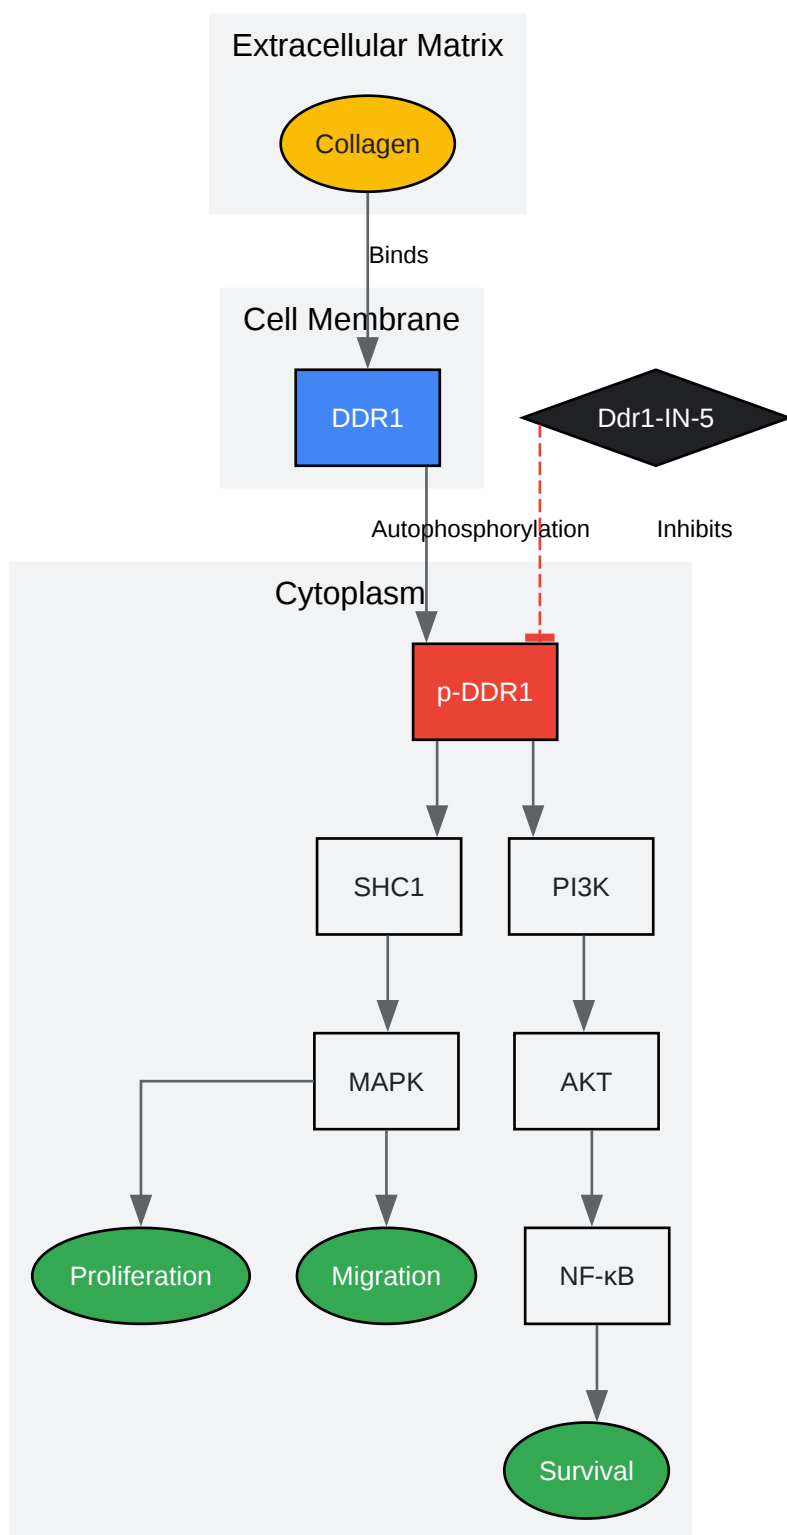 Extracellular Matrix
Collagen
Binds
Cell Membrane
DDR1
Ddr1-IN-5
Autophosphorylation
Inhibits
Cytoplasm
p-DDR1
SHC1
PI3K
MAPK
AKT
Proliferation
Migration
NF-κB
Survival